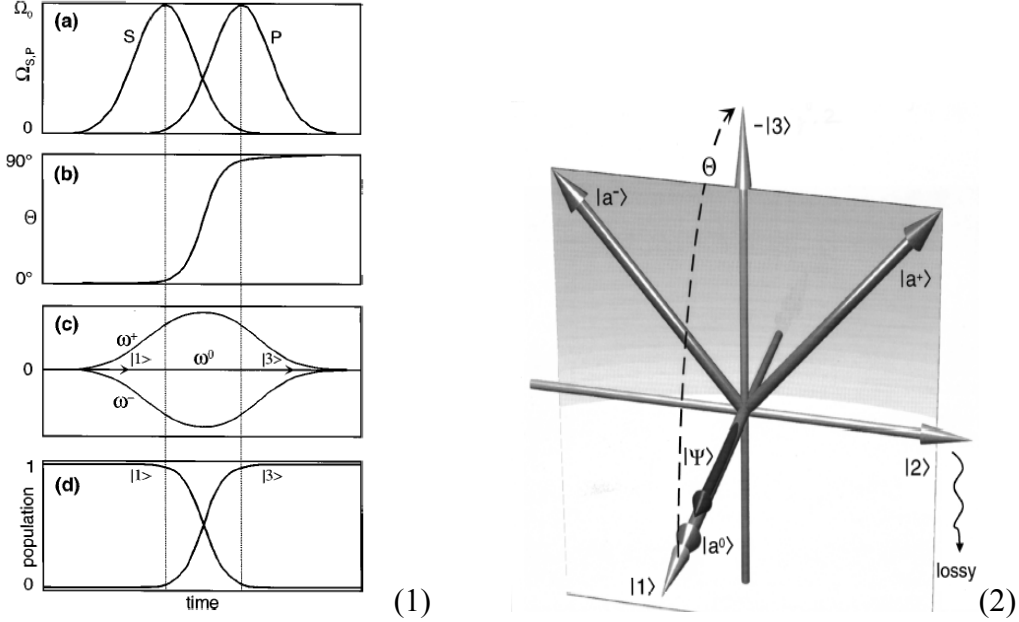 Ω₀
(a)
S
P
Ω_S,P
0
90°
(b)
Θ
0°
(c)
ω⁺
|1⟩
ω⁰
|3⟩
0
ω⁻
1
(d)
|1>
|3>
population
0
time
(1)
−|3⟩
Θ
|a⁻⟩
|a⁺⟩
|2⟩
|Ψ⟩
|a⁰⟩
|1⟩
lossy
(2)